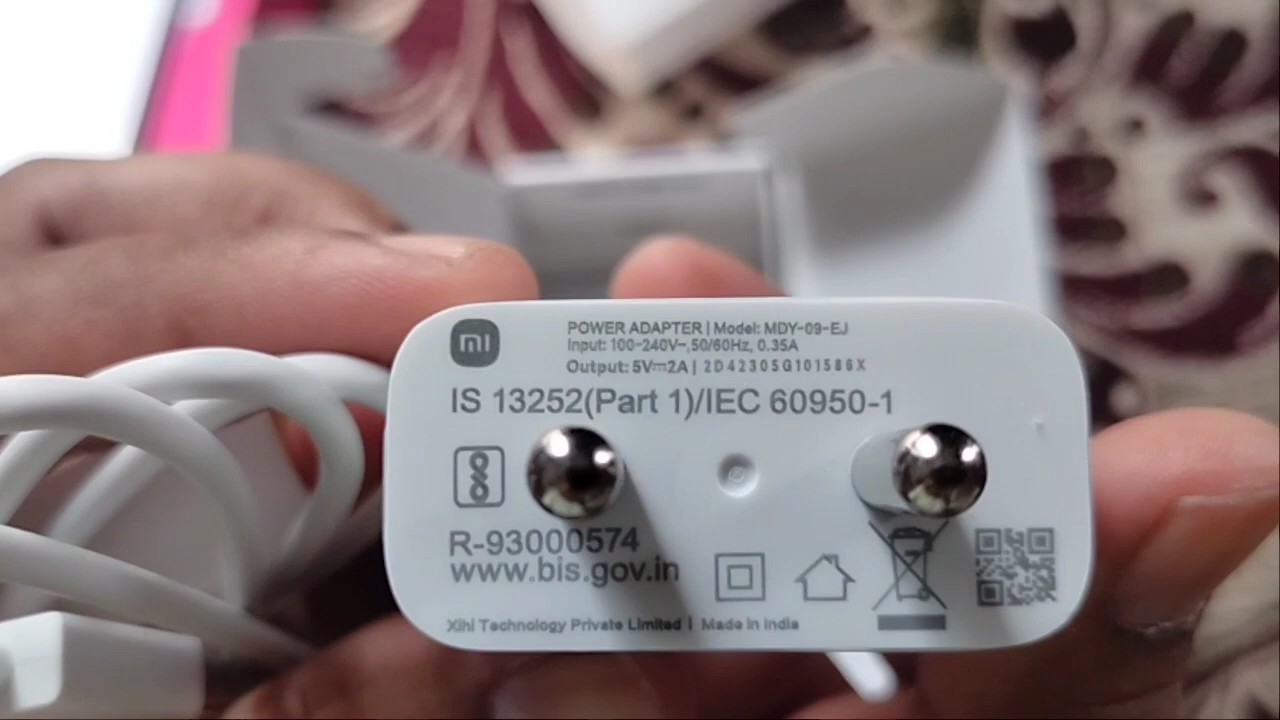 mi
POWER ADAPTER | Model: MDY-09-EJ
Input: 100-240V~,50/60Hz, 0.35A
Output: 5V⎓2A | 2D42305G101586X
IS 13252(Part 1)/IEC 60950-1
R-93000574
www.bis.gov.in
Xihi Technology Private Limited | Made in India